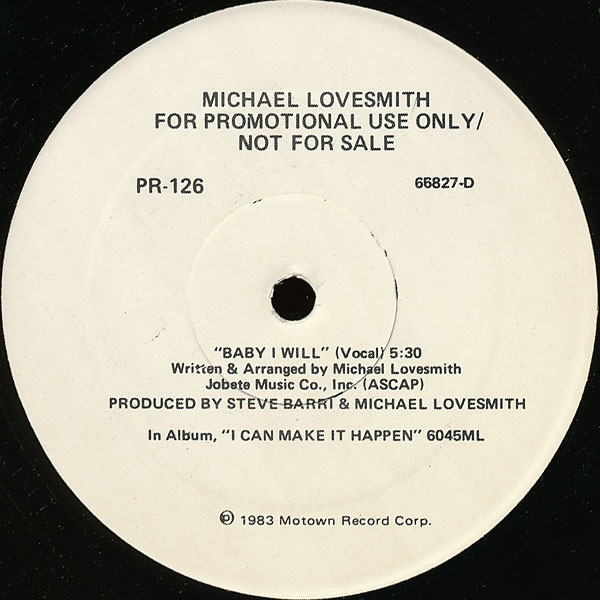 MICHAEL LOVESMITH
FOR PROMOTIONAL USE ONLY/
NOT FOR SALE
PR-126 66827-D
"BABY I WILL" (Vocal) 5:30
Written & Arranged by Michael Lovesmith
Jobete Music Co., Inc. (ASCAP)
PRODUCED BY STEVE BARRI & MICHAEL LOVESMITH
In Album, "I CAN MAKE IT HAPPEN" 6045ML
℗ 1983 Motown Record Corp.